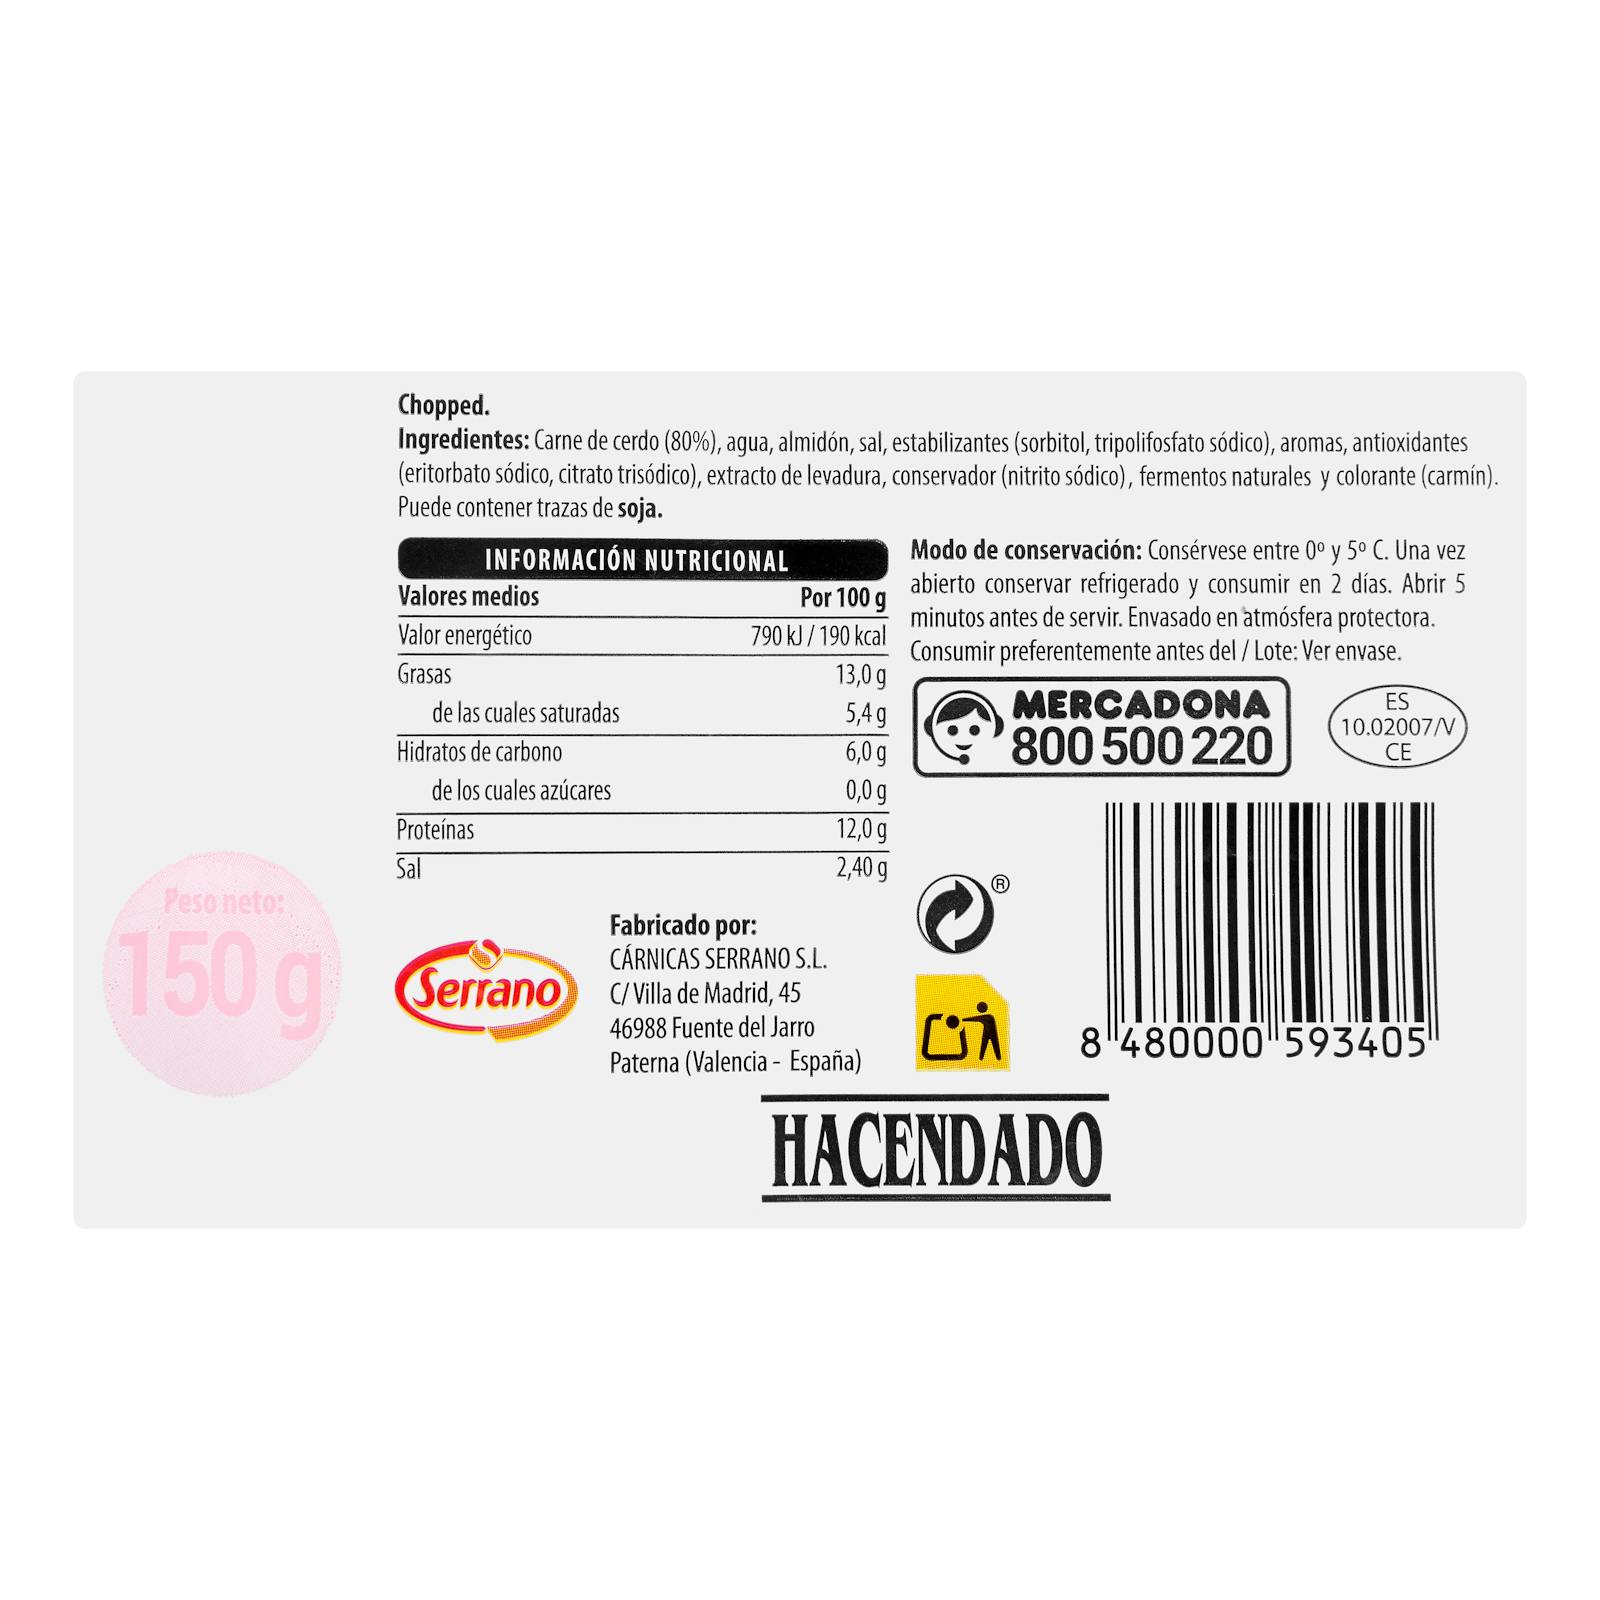 Chopped.
Ingredientes: Carne de cerdo (80%), agua, almidón, sal, estabilizantes (sorbitol, tripolifosfato sódico), aromas, antioxidantes
(eritorbato sódico, citrato trisódico), extracto de levadura, conservador (nitrito sódico), fermentos naturales y colorante (carmín).
Puede contener trazas de soja.
INFORMACIÓN NUTRICIONAL
Valores medios Por 100 g
Valor energético 790 kJ / 190 kcal
Grasas 13,0 g
de las cuales saturadas 5,4 g
Hidratos de carbono 6,0 g
de los cuales azúcares 0,0 g
Proteínas 12,0 g
Sal 2,40 g
Modo de conservación: Consérvese entre 0º y 5º C. Una vez
abierto conservar refrigerado y consumir en 2 días. Abrir 5
minutos antes de servir. Envasado en atmósfera protectora.
Consumir preferentemente antes del / Lote: Ver envase.
MERCADONA
800 500 220
ES
10.02007/V
CE
Peso neto:
150 g
Serrano
Fabricado por:
CÁRNICAS SERRANO S.L.
C/ Villa de Madrid, 45
46988 Fuente del Jarro
Paterna (Valencia - España)
®
8 480000 593405
HACENDADO